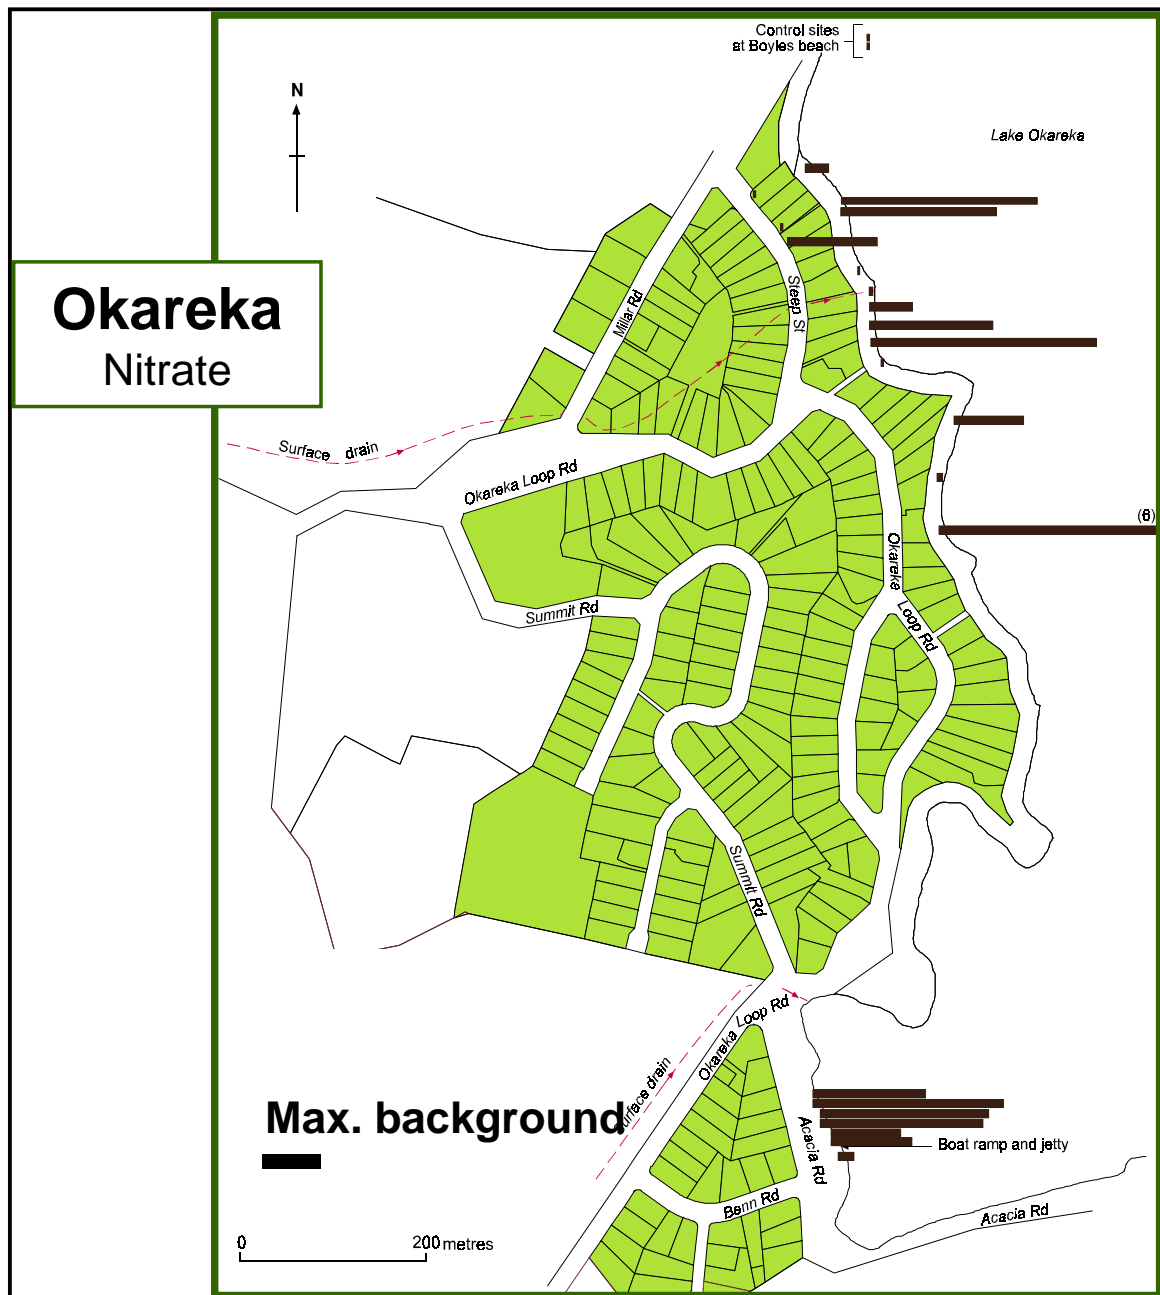 Control sites
at Boyles beach
N
Lake Okareka
Okareka
Nitrate
Millar Rd
Steep St
Surface drain
Okareka Loop Rd
(6)
Okareka
Loop Rd
Summit Rd
Summit Rd
Okareka Loop Rd
Surface drain
Max. background
Acacia Rd
Boat ramp and jetty
Benn Rd
Acacia Rd
0 200 metres